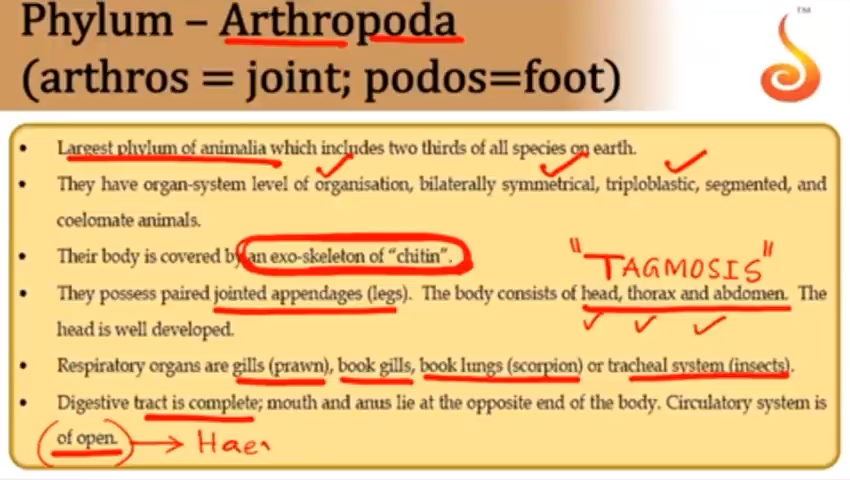 Phylum – Arthropoda
(arthros = joint; podos=foot)
TM
• Largest phylum of animalia which includes two thirds of all species on earth.
• They have organ-system level of organisation, bilaterally symmetrical, triploblastic, segmented, and
coelomate animals.
• Their body is covered by an exo-skeleton of “chitin”.
"TAGMOSIS"
• They possess paired jointed appendages (legs). The body consists of head, thorax and abdomen. The
head is well developed.
• Respiratory organs are gills (prawn), book gills, book lungs (scorpion) or tracheal system (insects).
• Digestive tract is complete; mouth and anus lie at the opposite end of the body. Circulatory system is
of open. → Haer